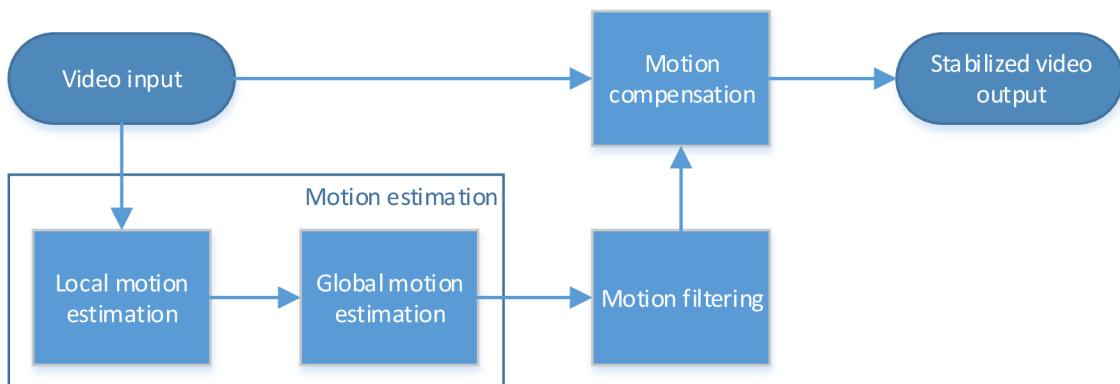 Video input
Motion
compensation
Stabilized video
output
Motion estimation
Local motion
estimation
Global motion
estimation
Motion filtering